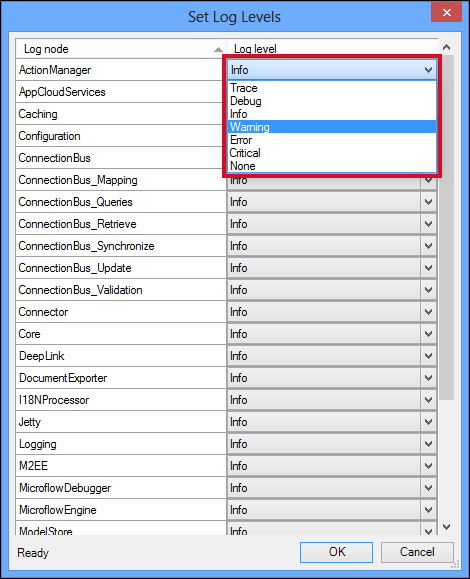 Set Log Levels
Log node Log level
ActionManager Info
AppCloudServices Trace
Debug
Caching Info
Warning
Configuration Error
ConnectionBus Critical
None
ConnectionBus_Mapping Info
ConnectionBus_Queries Info
ConnectionBus_Retrieve Info
ConnectionBus_Synchronize Info
ConnectionBus_Update Info
ConnectionBus_Validation Info
Connector Info
Core Info
DeepLink Info
DocumentExporter Info
I18NProcessor Info
Jetty Info
Logging Info
M2EE Info
MicroflowDebugger Info
MicroflowEngine Info
ModelStore Info
Ready OK Cancel